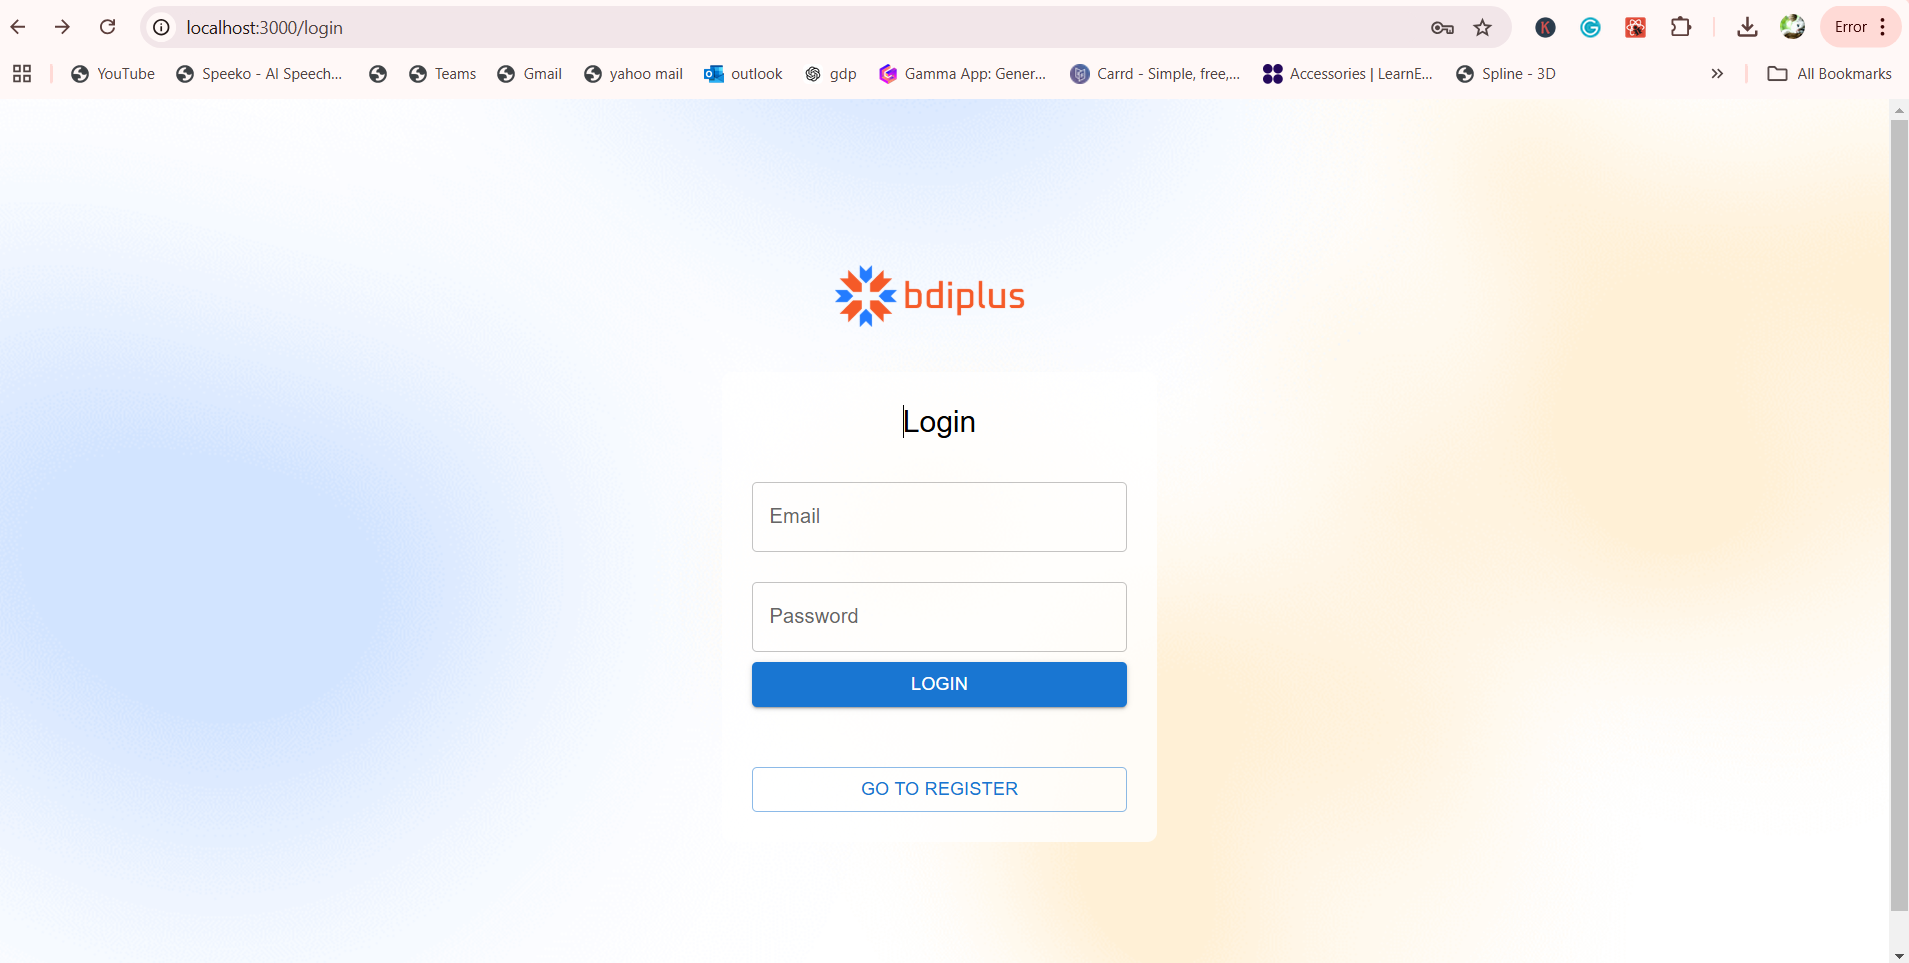 localhost:3000/login
K
Error
YouTube
Speeko - AI Speech...
Teams
Gmail
yahoo mail
outlook
gdp
Gamma App: Gener...
Carrd - Simple, free,...
Accessories | LearnE...
Spline - 3D
All Bookmarks
bdiplus
Login
Email
Password
LOGIN
GO TO REGISTER